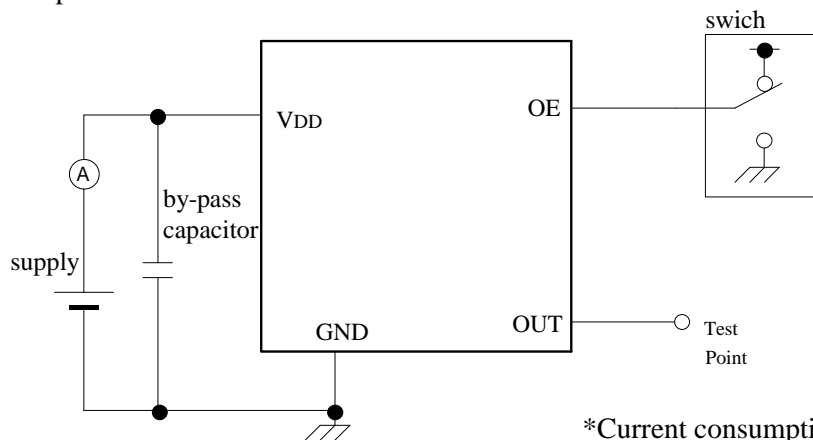 swich
VDD
OE
A
by-pass
capacitor
supply
GND
OUT
Test
Point